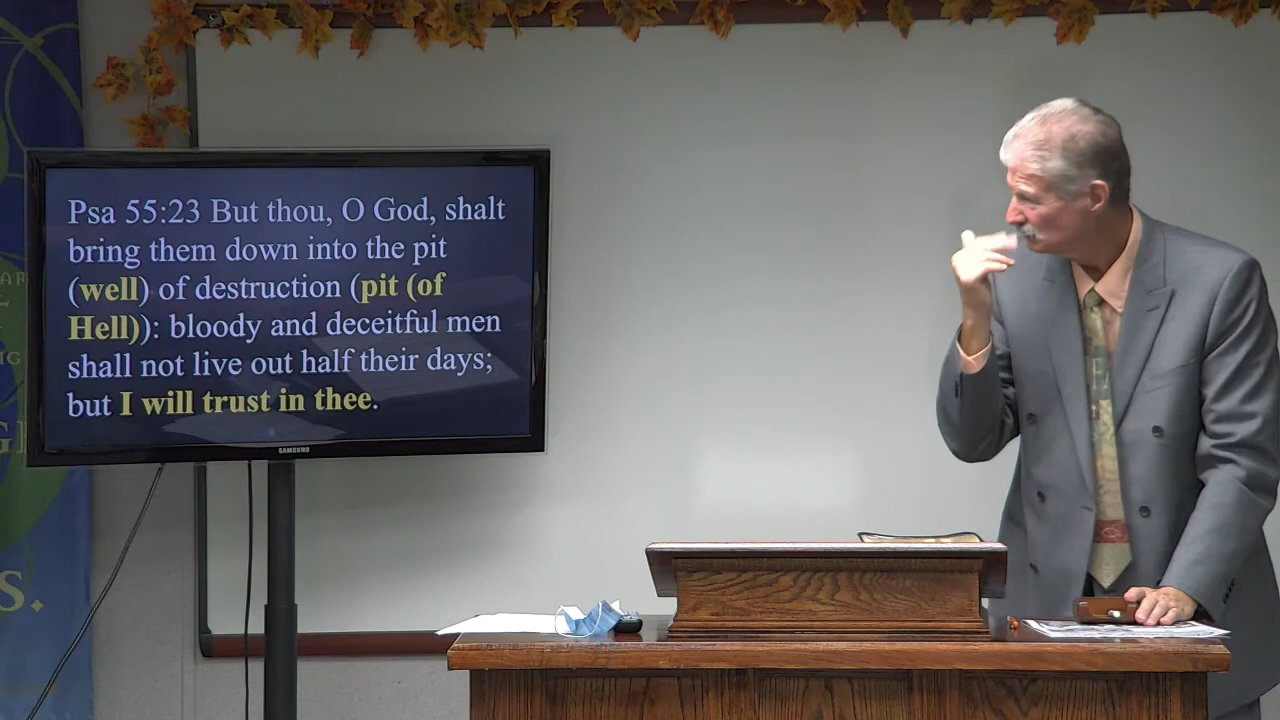 Psa 55:23 But thou, O God, shalt
bring them down into the pit
(well) of destruction (pit (of
Hell)): bloody and deceitful men
shall not live out half their days;
but I will trust in thee.
SAMSUNG